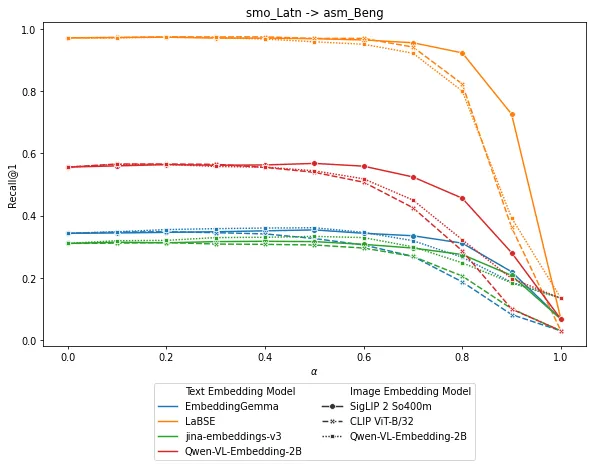 smo_Latn -> asm_Beng
Recall@1
1.0
0.8
0.6
0.4
0.2
0.0
0.0 0.2 0.4 0.6 0.8 1.0
α
Text Embedding Model Image Embedding Model
EmbeddingGemma SigLIP 2 So400m
LaBSE CLIP ViT-B/32
jina-embeddings-v3 Qwen-VL-Embedding-2B
Qwen-VL-Embedding-2B